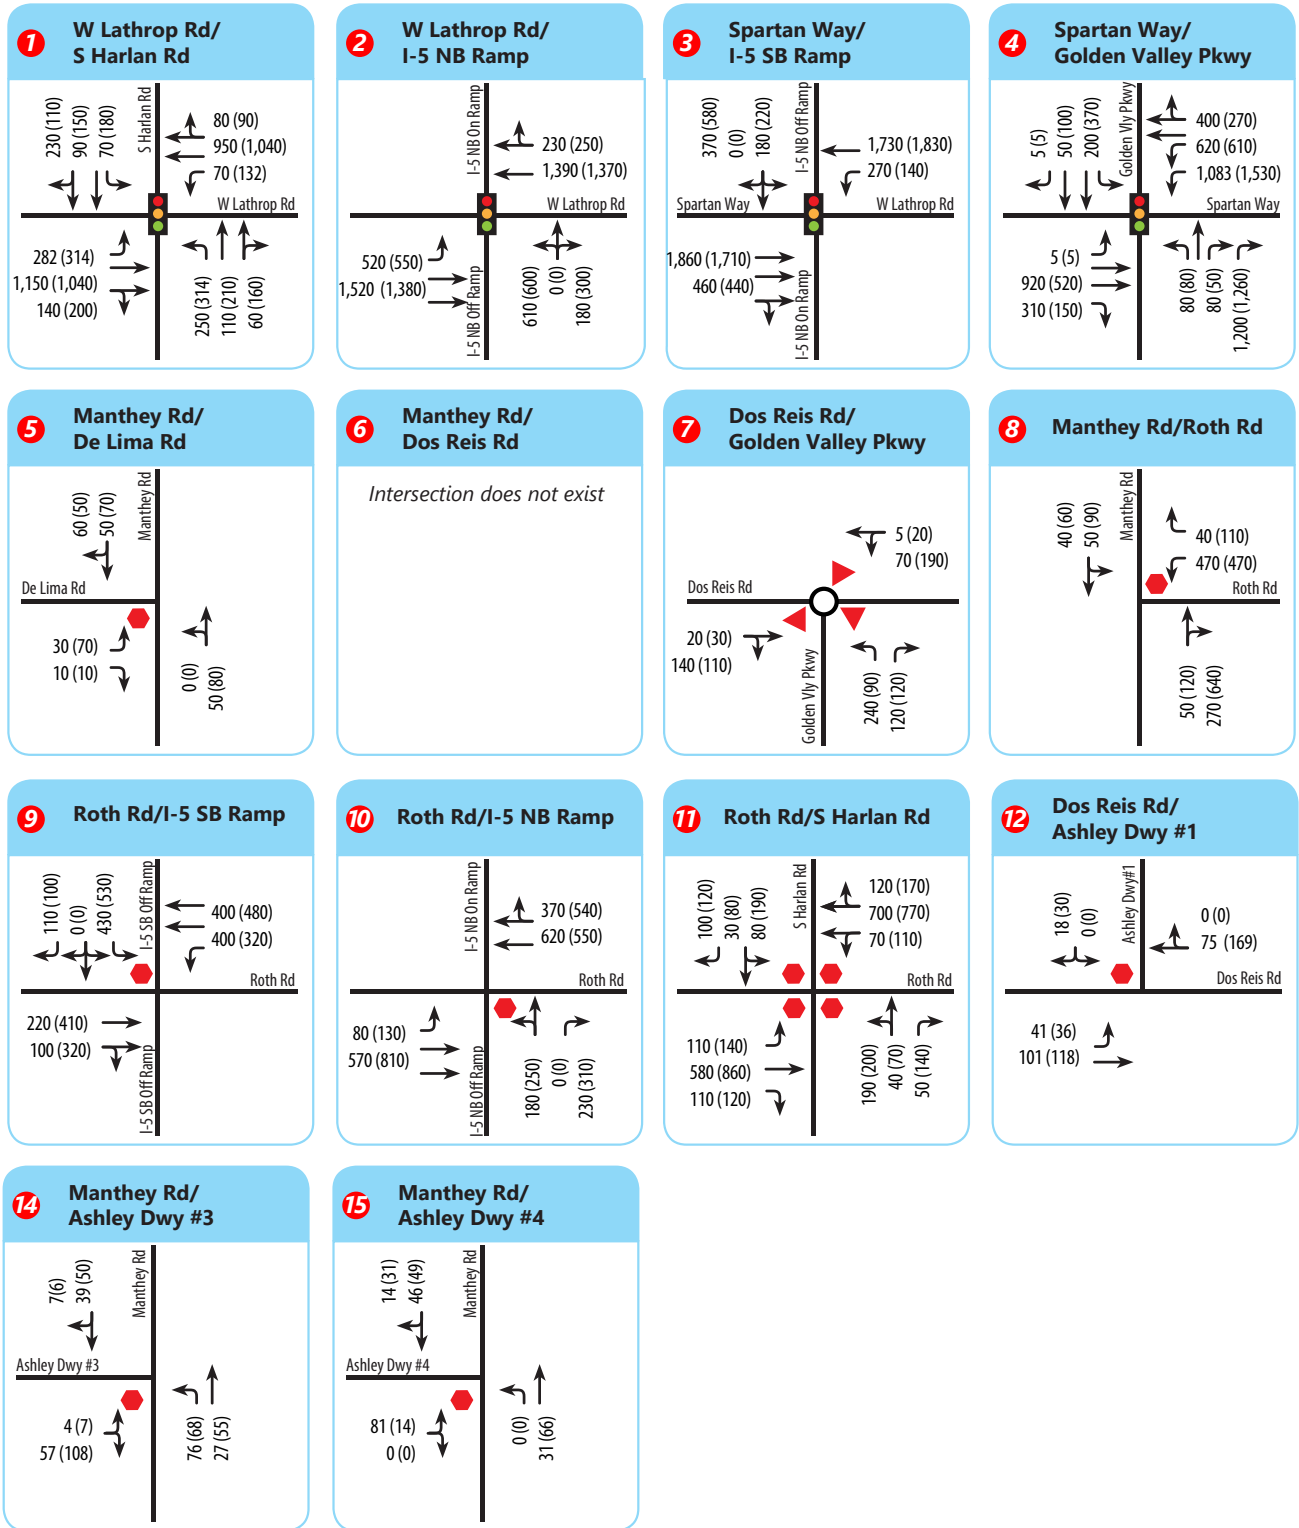 1
W Lathrop Rd/
S Harlan Rd
230 (110)
90 (150)
70 (180)
S Harlan Rd
80 (90)
950 (1,040)
70 (132)
W Lathrop Rd
282 (314)
1,150 (1,040)
140 (200)
250 (314)
110 (210)
60 (160)
2
W Lathrop Rd/
I-5 NB Ramp
I-5 NB On Ramp
230 (250)
1,390 (1,370)
W Lathrop Rd
520 (550)
1,520 (1,380)
I-5 NB Off Ramp
610 (600)
0 (0)
180 (300)
3
Spartan Way/
I-5 SB Ramp
370 (580)
0 (0)
180 (220)
I-5 NB Off Ramp
1,730 (1,830)
270 (140)
Spartan Way
W Lathrop Rd
1,860 (1,710)
460 (440)
I-5 NB On Ramp
4
Spartan Way/
Golden Valley Pkwy
5 (5)
50 (100)
200 (370)
Golden Vly Pkwy
400 (270)
620 (610)
1,083 (1,530)
Spartan Way
5 (5)
920 (520)
310 (150)
80 (80)
80 (50)
1,200 (1,260)
5
Manthey Rd/
De Lima Rd
60 (50)
50 (70)
Manthey Rd
De Lima Rd
30 (70)
10 (10)
0 (0)
50 (80)
6
Manthey Rd/
Dos Reis Rd
Intersection does not exist
7
Dos Reis Rd/
Golden Valley Pkwy
5 (20)
70 (190)
Dos Reis Rd
20 (30)
140 (110)
Golden Vly Pkwy
240 (90)
120 (120)
8
Manthey Rd/Roth Rd
40 (60)
50 (90)
Manthey Rd
40 (110)
470 (470)
Roth Rd
50 (120)
270 (640)
9
Roth Rd/I-5 SB Ramp
110 (100)
0 (0)
430 (530)
I-5 SB Off Ramp
400 (480)
400 (320)
Roth Rd
220 (410)
100 (320)
I-5 SB Off Ramp
10
Roth Rd/I-5 NB Ramp
I-5 NB On Ramp
370 (540)
620 (550)
Roth Rd
80 (130)
570 (810)
I-5 NB Off Ramp
180 (250)
0 (0)
230 (310)
11
Roth Rd/S Harlan Rd
100 (120)
30 (80)
80 (190)
S Harlan Rd
120 (170)
700 (770)
70 (110)
Roth Rd
110 (140)
580 (860)
110 (120)
190 (200)
40 (70)
50 (140)
12
Dos Reis Rd/
Ashley Dwy #1
18 (30)
0 (0)
Ashley Dwy#1
0 (0)
75 (169)
Dos Reis Rd
41 (36)
101 (118)
14
Manthey Rd/
Ashley Dwy #3
7(6)
39 (50)
Manthey Rd
Ashley Dwy #3
4 (7)
57 (108)
76 (68)
27 (55)
15
Manthey Rd/
Ashley Dwy #4
14 (31)
46 (49)
Manthey Rd
Ashley Dwy #4
81 (14)
0 (0)
0 (0)
31 (66)